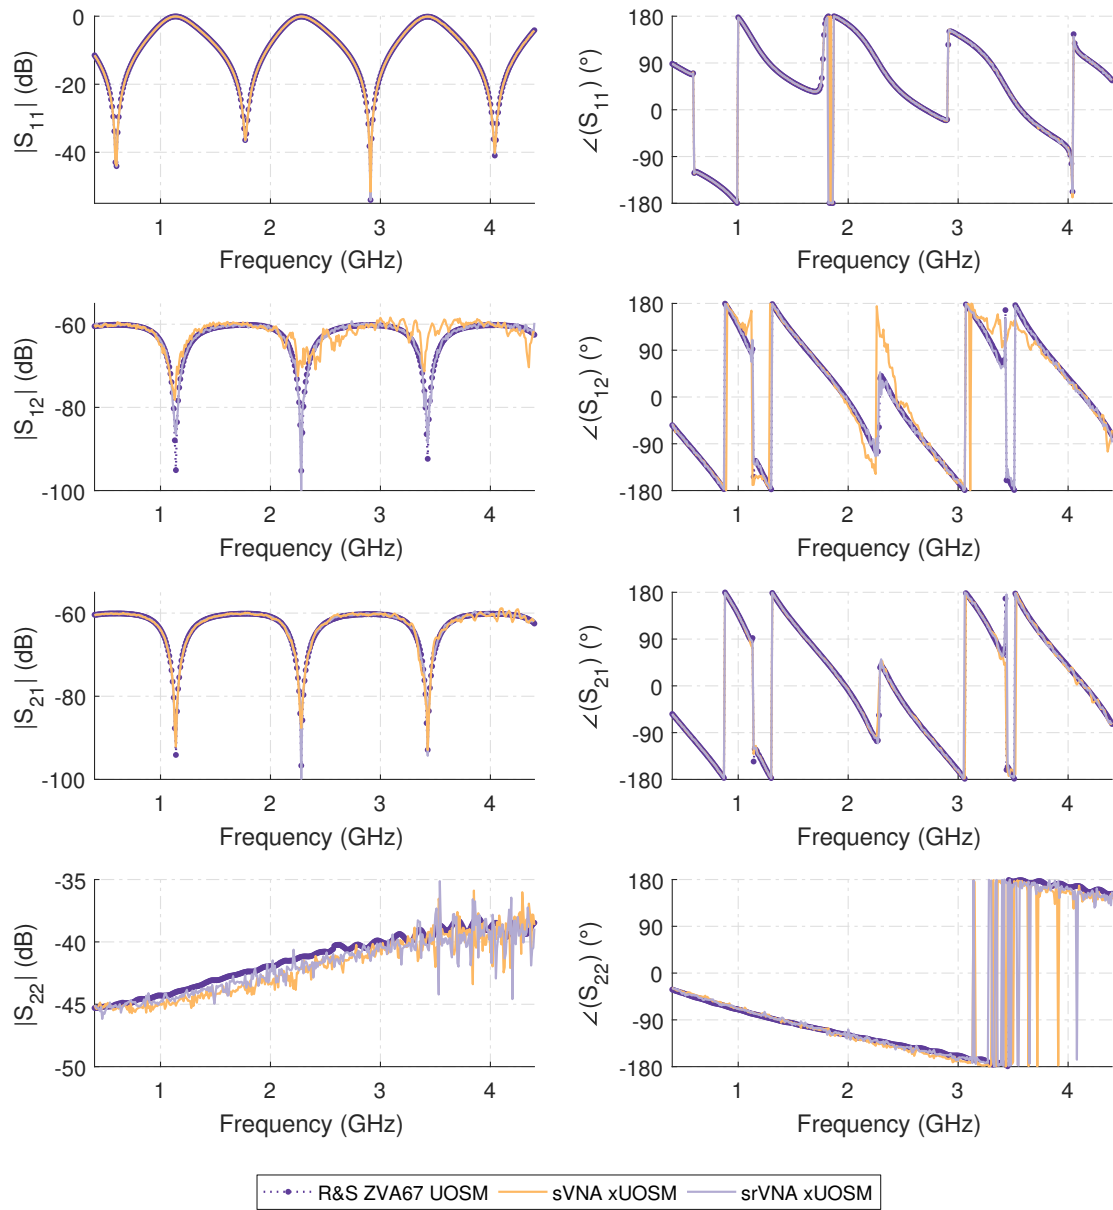 0
-20
-40
|S11| (dB)
1 2 3 4
Frequency (GHz)
180
90
0
-90
-180
∠(S11) (°)
1 2 3 4
Frequency (GHz)
-60
-80
-100
|S12| (dB)
1 2 3 4
Frequency (GHz)
180
90
0
-90
-180
∠(S12) (°)
1 2 3 4
Frequency (GHz)
-60
-80
-100
|S21| (dB)
1 2 3 4
Frequency (GHz)
180
90
0
-90
-180
∠(S21) (°)
1 2 3 4
Frequency (GHz)
-35
-40
-45
-50
|S22| (dB)
1 2 3 4
Frequency (GHz)
180
90
0
-90
-180
∠(S22) (°)
1 2 3 4
Frequency (GHz)
R&S ZVA67 UOSM sVNA xUOSM srVNA xUOSM